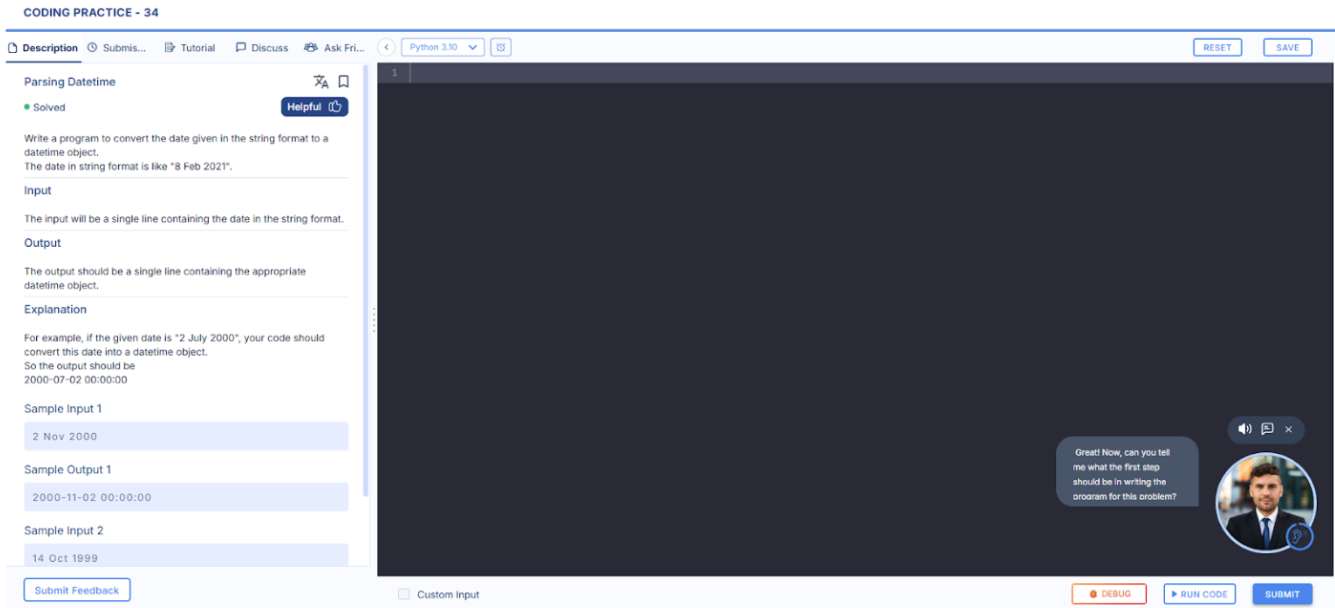 CODING PRACTICE - 34
Description
Submis...
Tutorial
Discuss
Ask Fri...
Python 3.10
RESET
SAVE
Parsing Datetime
Solved
Helpful
Write a program to convert the date given in the string format to a
datetime object.
The date in string format is like "8 Feb 2021".
Input
The input will be a single line containing the date in the string format.
Output
The output should be a single line containing the appropriate
datetime object.
Explanation
For example, if the given date is "2 July 2000", your code should
convert this date into a datetime object.
So the output should be
2000-07-02 00:00:00
Sample Input 1
2 Nov 2000
Sample Output 1
2000-11-02 00:00:00
Sample Input 2
14 Oct 1999
Submit Feedback
1
Great! Now, can you tell
me what the first step
should be in writing the
program for this problem?
Custom Input
DEBUG
RUN CODE
SUBMIT